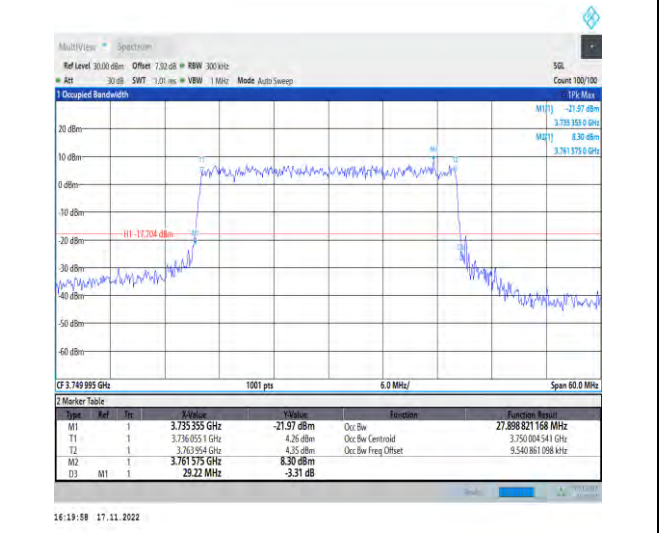 MultiView Spectrum
Ref Level 30.00 dBm Offset 7.92 dB RBW 300 kHz SGL
Att 30 dB SWT 1.01 ms VBW 1 MHz Mode Auto Sweep Count 100/100
1 Occupied Bandwidth 1Pk Max
M1[1] -21.97 dBm
3.735 355 0 GHz
M2[1] 8.30 dBm
3.761 575 0 GHz
20 dBm
10 dBm
0 dBm
-10 dBm
H1 -17.704 dBm
-20 dBm
-30 dBm
-40 dBm
-50 dBm
-60 dBm
T1
M2
T2
CF 3.749 995 GHz 1001 pts 6.0 MHz/ Span 60.0 MHz
2 Marker Table
Type Ref Trc X-Value Y-Value Function Function Result
M1 1 3.735 355 GHz -21.97 dBm Occ Bw 27.898 821 168 MHz
T1 1 3.736 055 1 GHz 4.26 dBm Occ Bw Centroid 3.750 004 541 GHz
T2 1 3.763 954 GHz 4.35 dBm Occ Bw Freq Offset 9.540 861 098 kHz
M2 1 3.761 575 GHz 8.30 dBm
D3 M1 1 29.22 MHz -3.31 dB
16:19:58 17.11.2022